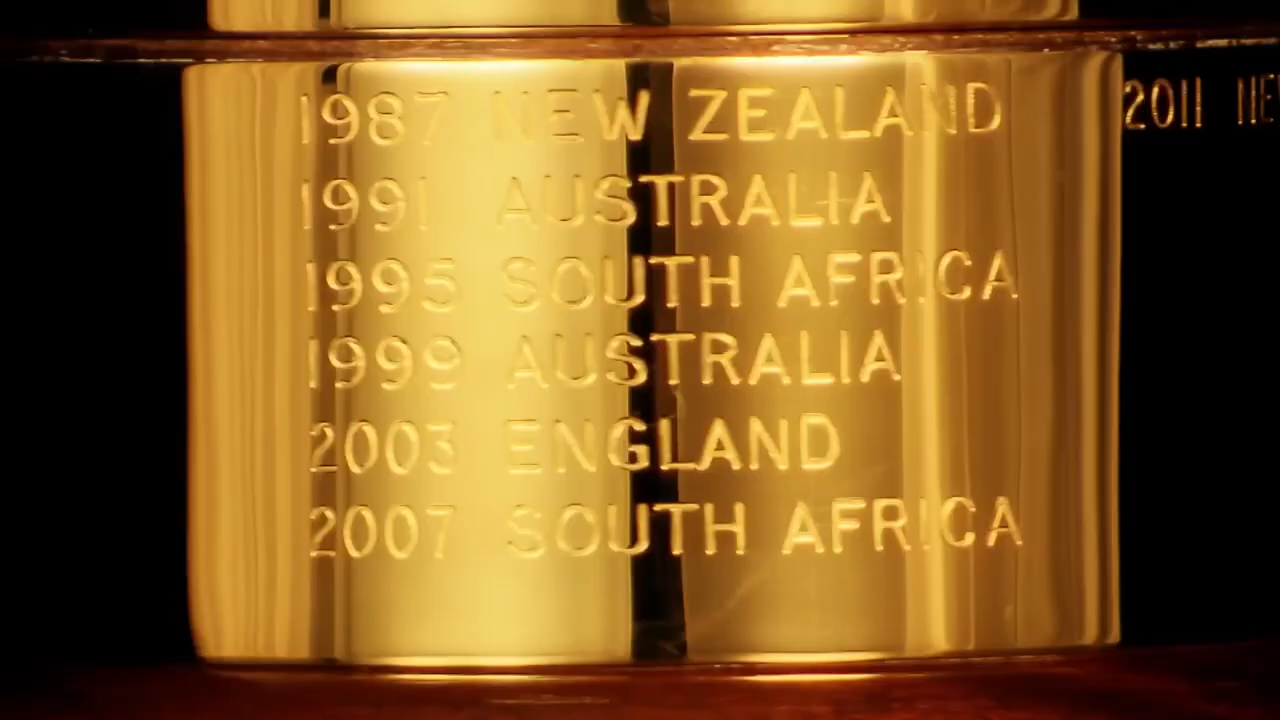 1987 NEW ZEALAND
1991 AUSTRALIA
1995 SOUTH AFRICA
1999 AUSTRALIA
2003 ENGLAND
2007 SOUTH AFRICA
2011